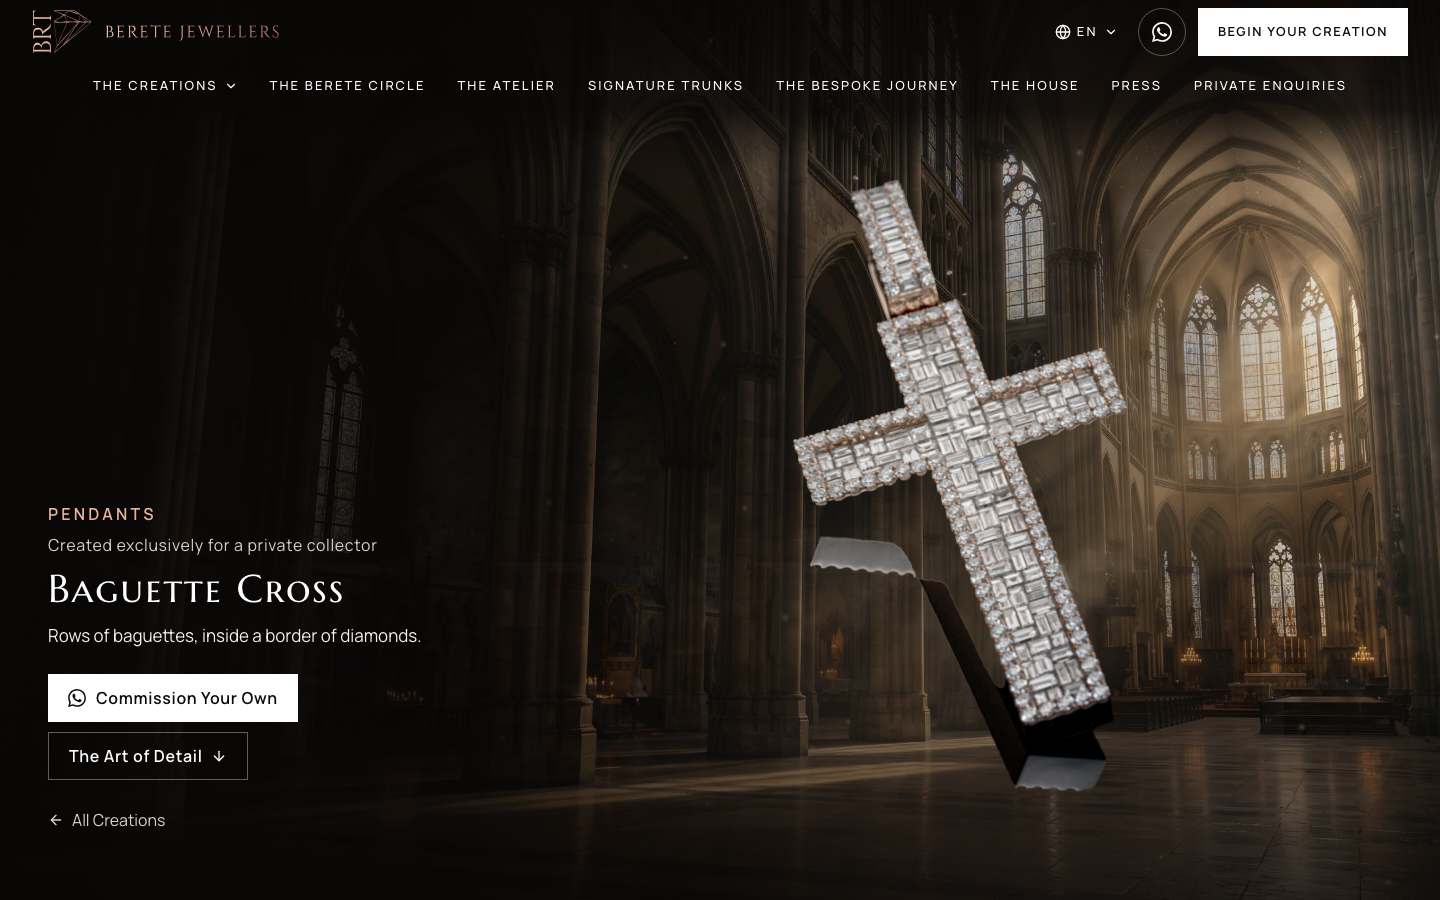 BRT
BERETE JEWELLERS
EN
BEGIN YOUR CREATION
THE CREATIONS
THE BERETE CIRCLE
THE ATELIER
SIGNATURE TRUNKS
THE BESPOKE JOURNEY
THE HOUSE
PRESS
PRIVATE ENQUIRIES
PENDANTS
Created exclusively for a private collector
Baguette Cross
Rows of baguettes, inside a border of diamonds.
Commission Your Own
The Art of Detail ↓
← All Creations